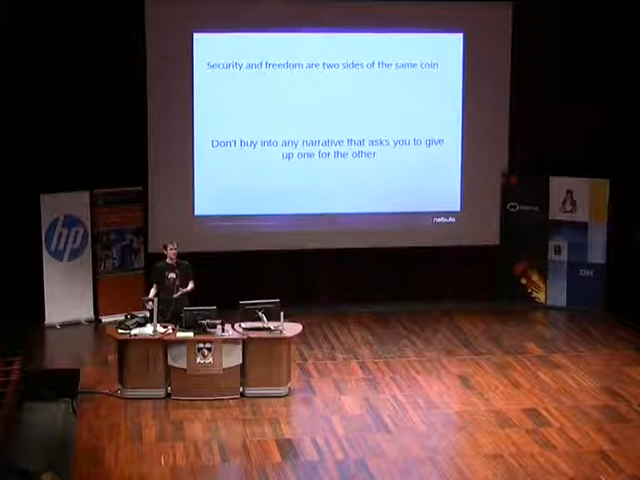 Security and freedom are two sides of the same coin
Don't buy into any narrative that asks you to give
up one for the other
nebula
hp